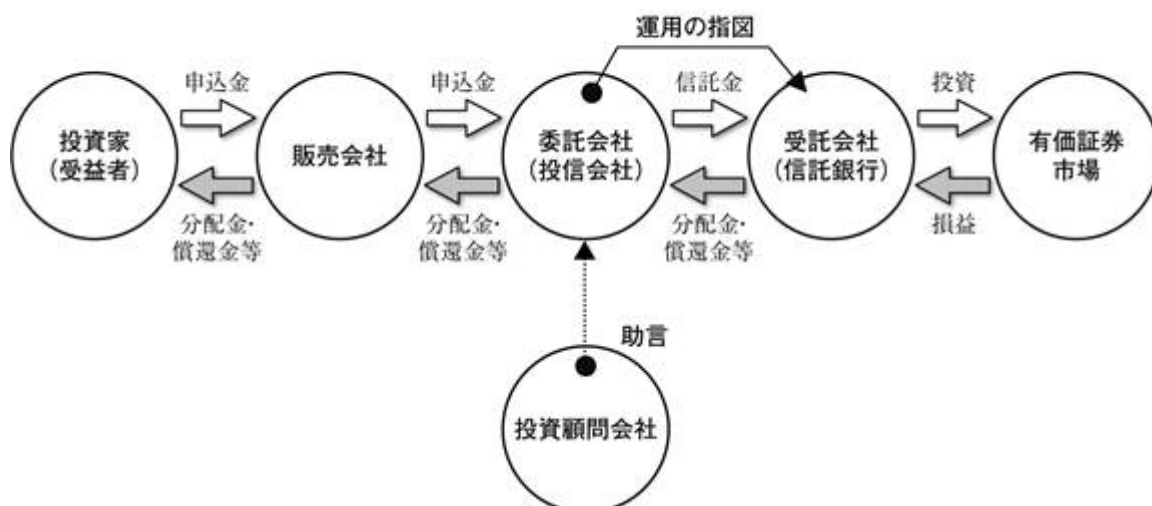 運用の指図
申込金
申込金
信託金
投資
投資家
(受益者)
販売会社
委託会社
(投信会社)
受託会社
(信託銀行)
有価証券
市場
分配金・
償還金等
分配金・
償還金等
分配金・
償還金等
損益
助言
投資顧問会社